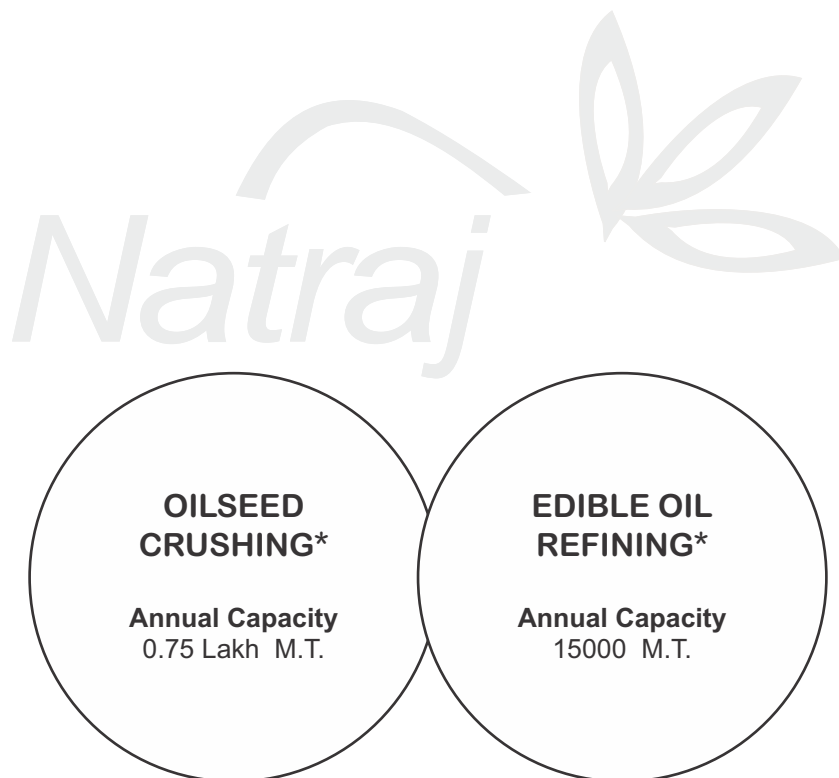 Natraj
OILSEED
CRUSHING*
Annual Capacity
0.75 Lakh M.T.
EDIBLE OIL
REFINING*
Annual Capacity
15000 M.T.